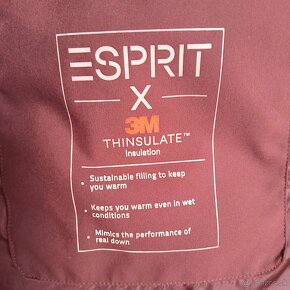 ESPRIT
X
3M
THINSULATE™
Insulation
• Sustainable filling to keep
you warm
• Keeps you warm even in wet
conditions
• Mimics the performance of
real down